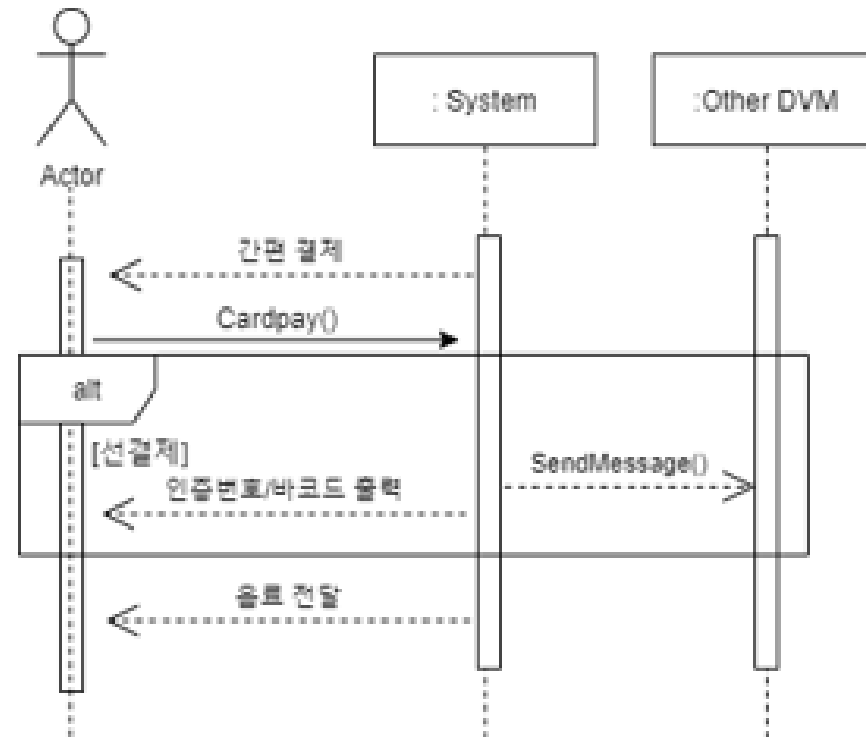 Actor
: System
:Other DVM
간편 결제
Cardpay()
alt
[선결제]
SendMessage()
인증번호/바코드 출력
음료 전달